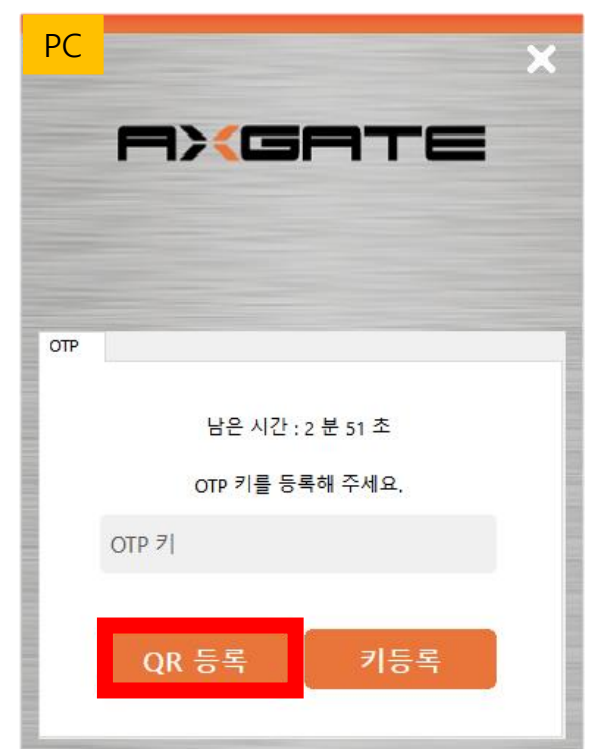 PC
AXGATE
OTP
남은 시간 : 2 분 51 초
OTP 키를 등록해 주세요.
OTP 키
QR 등록
키등록